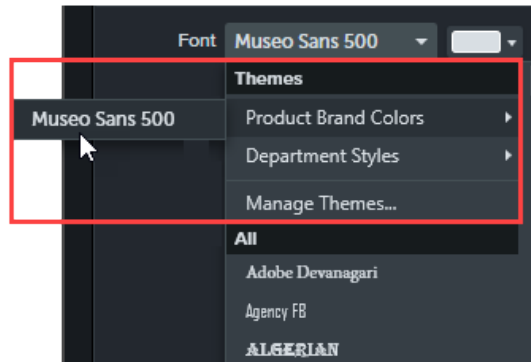 Font Museo Sans 500
Themes
Museo Sans 500 Product Brand Colors
Department Styles
Manage Themes...
All
Adobe Devanagari
Agency FB
ALGERIAN